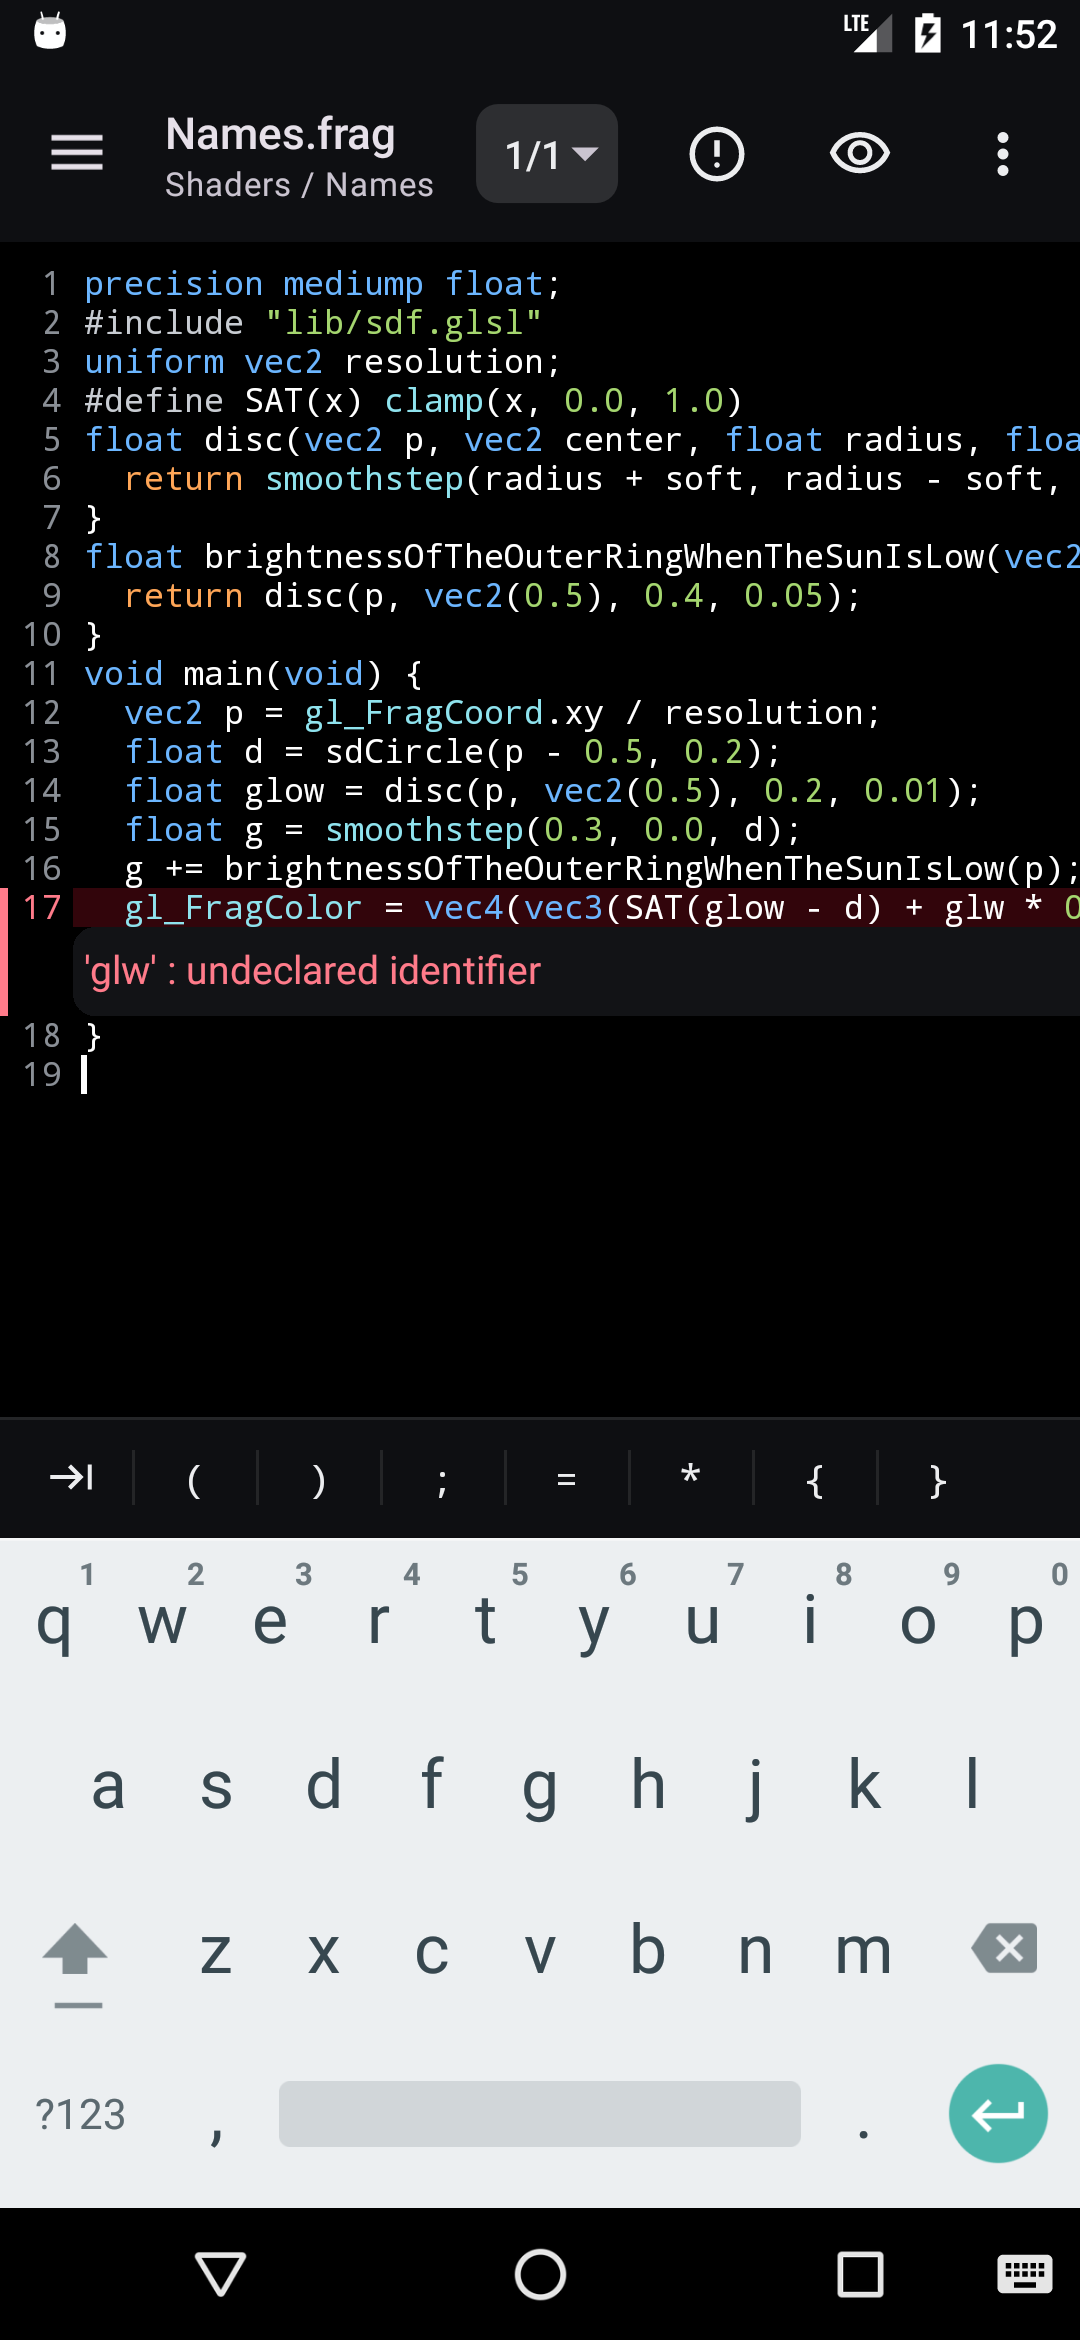 LTE 11:52
Names.frag
Shaders / Names
1/1
1 precision mediump float;
2 #include "lib/sdf.glsl"
3 uniform vec2 resolution;
4 #define SAT(x) clamp(x, 0.0, 1.0)
5 float disc(vec2 p, vec2 center, float radius, floa
6   return smoothstep(radius + soft, radius - soft,
7 }
8 float brightnessOfTheOuterRingWhenTheSunIsLow(vec2
9   return disc(p, vec2(0.5), 0.4, 0.05);
10 }
11 void main(void) {
12   vec2 p = gl_FragCoord.xy / resolution;
13   float d = sdCircle(p - 0.5, 0.2);
14   float glow = disc(p, vec2(0.5), 0.2, 0.01);
15   float g = smoothstep(0.3, 0.0, d);
16   g += brightnessOfTheOuterRingWhenTheSunIsLow(p);
17   gl_FragColor = vec4(vec3(SAT(glow - d) + glw * 0
'glw' : undeclared identifier
18 }
19
( ) ; = * { }
1 2 3 4 5 6 7 8 9 0
q w e r t y u i o p
a s d f g h j k l
z x c v b n m
?123 , .